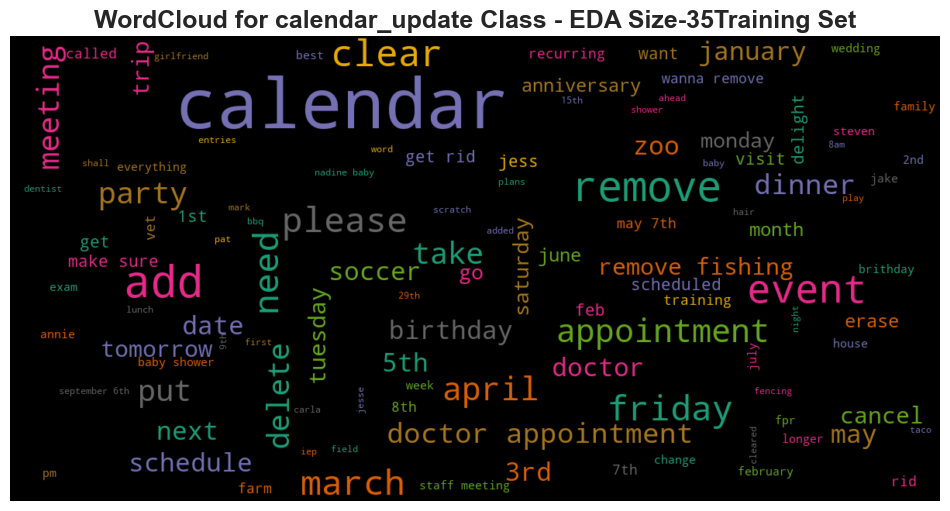 WordCloud for calendar_update Class - EDA Size-35Training Set
called
trip
girlfriend
best
clear
recurring
want
january
wedding
meeting
calendar
anniversary
15th
wanna remove
ahead
shower
delight
family
entries
word
get rid
jess
zoo
monday
steven
8am
shall
everything
nadine baby
plans
visit
baby
2nd
dentist
party
remove
dinner
jake
play
1st
mark
bbq
please
scratch
added
hair
may 7th
month
vet
pat
get
make sure
need
take
go
saturday
june
remove fishing
scheduled
training
brithday
exam
add
soccer
event
lunch
29th
feb
night
erase
annie
date
9th
first
tuesday
birthday
appointment
house
tomorrow
baby shower
5th
doctor
july
september 6th
put
delete
carla
jesse
week
8th
april
friday
fencing
fpr
cancel
taco
next
iep
field
doctor appointment
cleared
longer
may
schedule
3rd
7th
change
february
pm
farm
march
staff meeting
rid